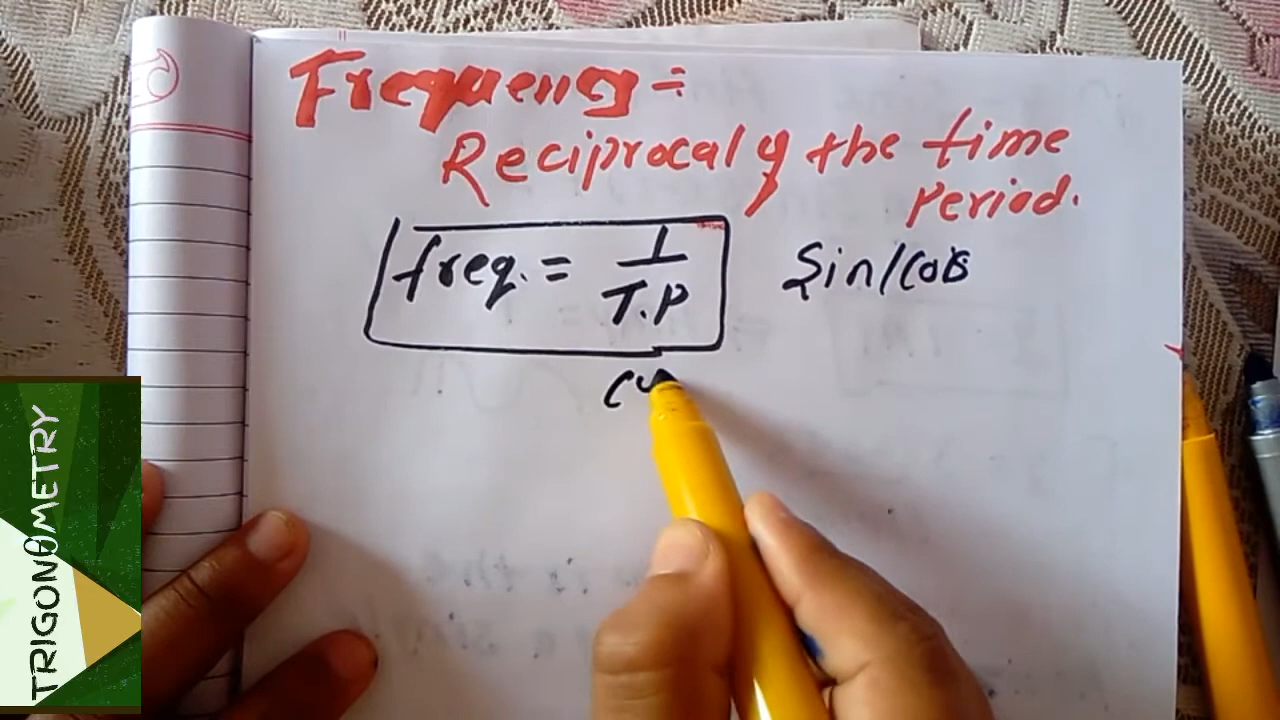 Frequency =
Reciprocal of the time
Period.
freq. = 1/T.P
Sin/Cos
TRIGONOMETRY